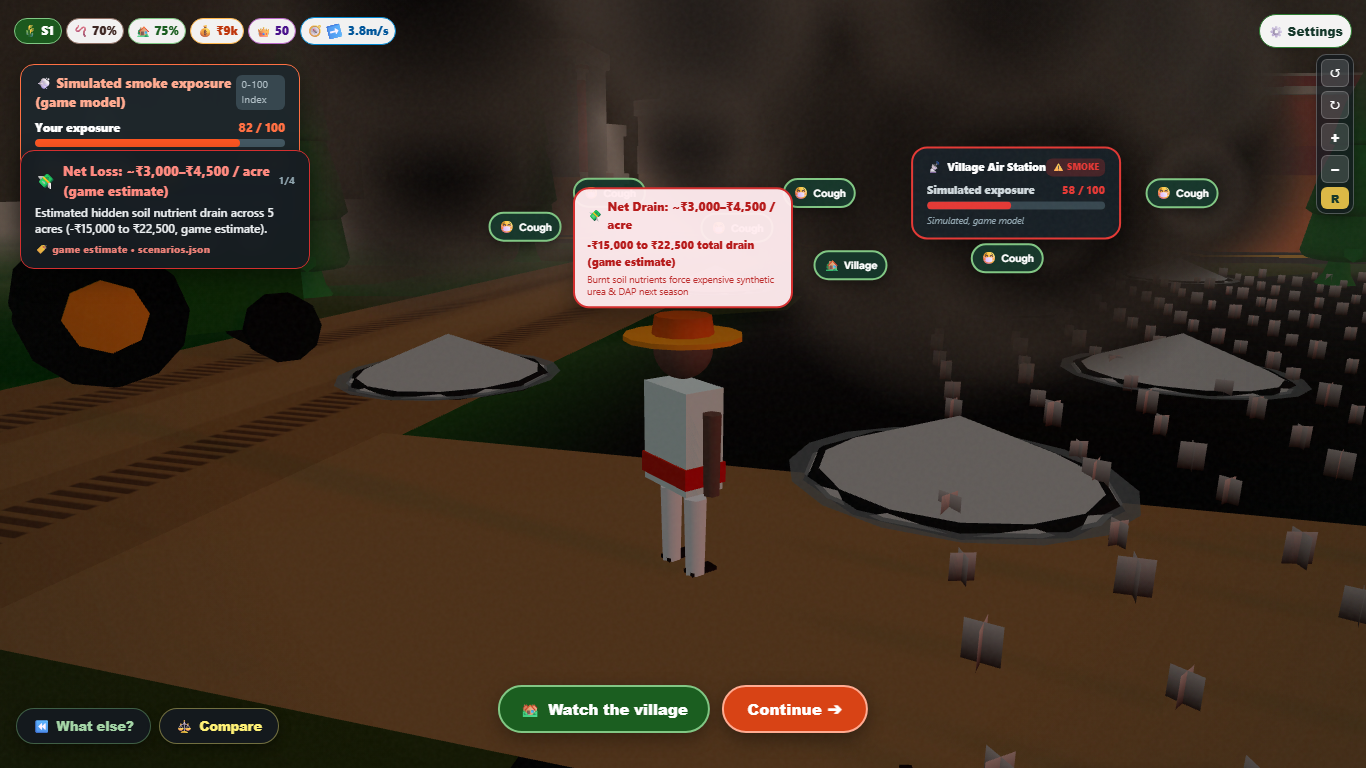 S1
70%
75%
₹9k
50
3.8m/s
Settings
Simulated smoke exposure
(game model)
0-100
Index
Your exposure
82 / 100
Net Loss: ~₹3,000–₹4,500 / acre
(game estimate)
1/4
Estimated hidden soil nutrient drain across 5
acres (-₹15,000 to ₹22,500, game estimate).
game estimate • scenarios.json
Net Drain: ~₹3,000–₹4,500 /
acre
-₹15,000 to ₹22,500 total drain
(game estimate)
Burnt soil nutrients force expensive synthetic
urea & DAP next season
Cough
Cough
Village Air Station
⚠ SMOKE
Simulated exposure
58 / 100
Simulated, game model
Cough
Cough
Village
↺
↻
+
−
R
What else?
Compare
Watch the village
Continue ➔